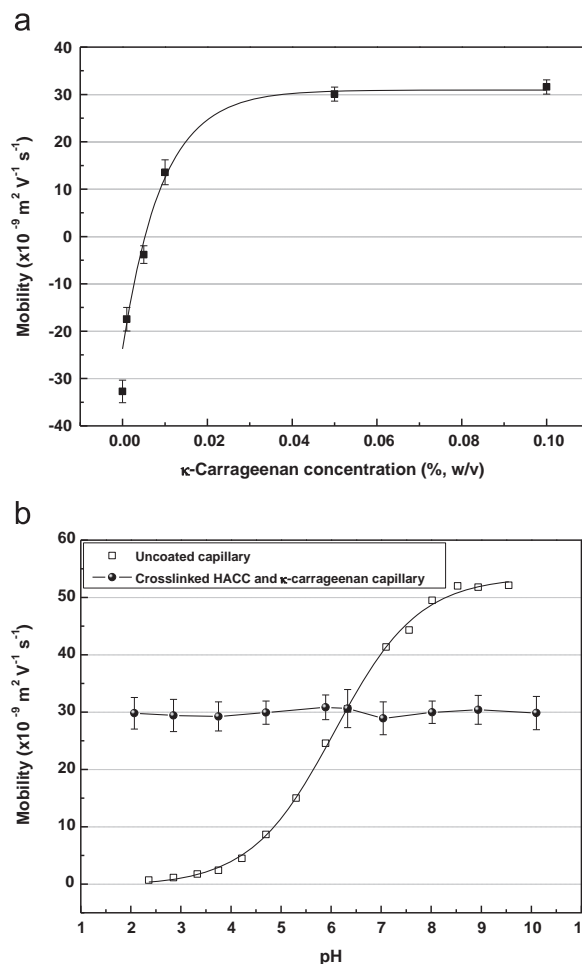 a
40
30
20
10
0
-10
-20
-30
-40
Mobility (x10⁻⁹ m² V⁻¹ s⁻¹)
0.00 0.02 0.04 0.06 0.08 0.10
κ-Carrageenan concentration (%, w/v)
b
60
50
40
30
20
10
0
Mobility (x10⁻⁹ m² V⁻¹ s⁻¹)
Uncoated capillary
Crosslinked HACC and κ-carrageenan capillary
1 2 3 4 5 6 7 8 9 10 1
pH